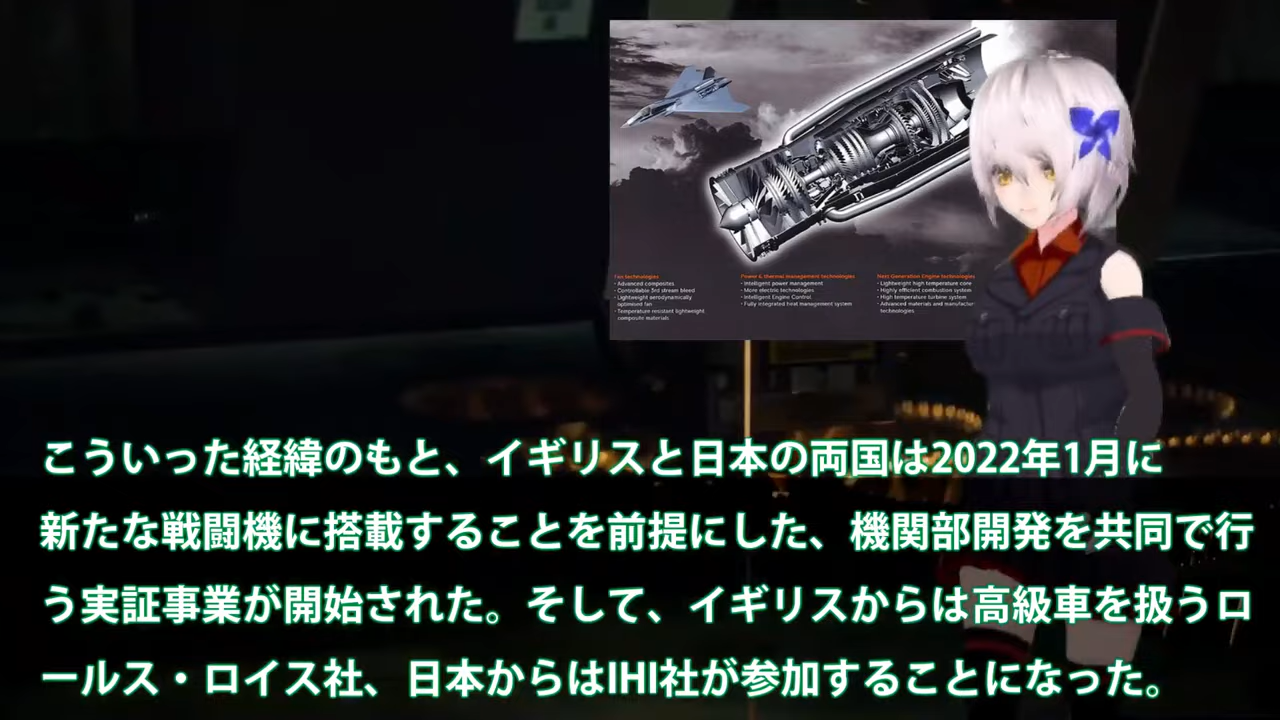 Fan technologies
- Advanced composites
- Controllable 3rd stream bleed
- Lightweight aerodynamically
optimised fan
- Temperature resistant lightweight
composite materials
Power & thermal management technologies
- Intelligent power management
- More electric technologies
- Intelligent Engine Control
- Fully integrated heat management system
Next Generation Engine technologies
- Lightweight high temperature core
- Highly efficient combustion system
- High temperature turbine system
- Advanced materials and manufactur
technologies
こういった経緯のもと、イギリスと日本の両国は2022年1月に
新たな戦闘機に搭載することを前提にした、機関部開発を共同で行
う実証事業が開始された。そして、イギリスからは高級車を扱うロ
ールス・ロイス社、日本からはIHI社が参加することになった。